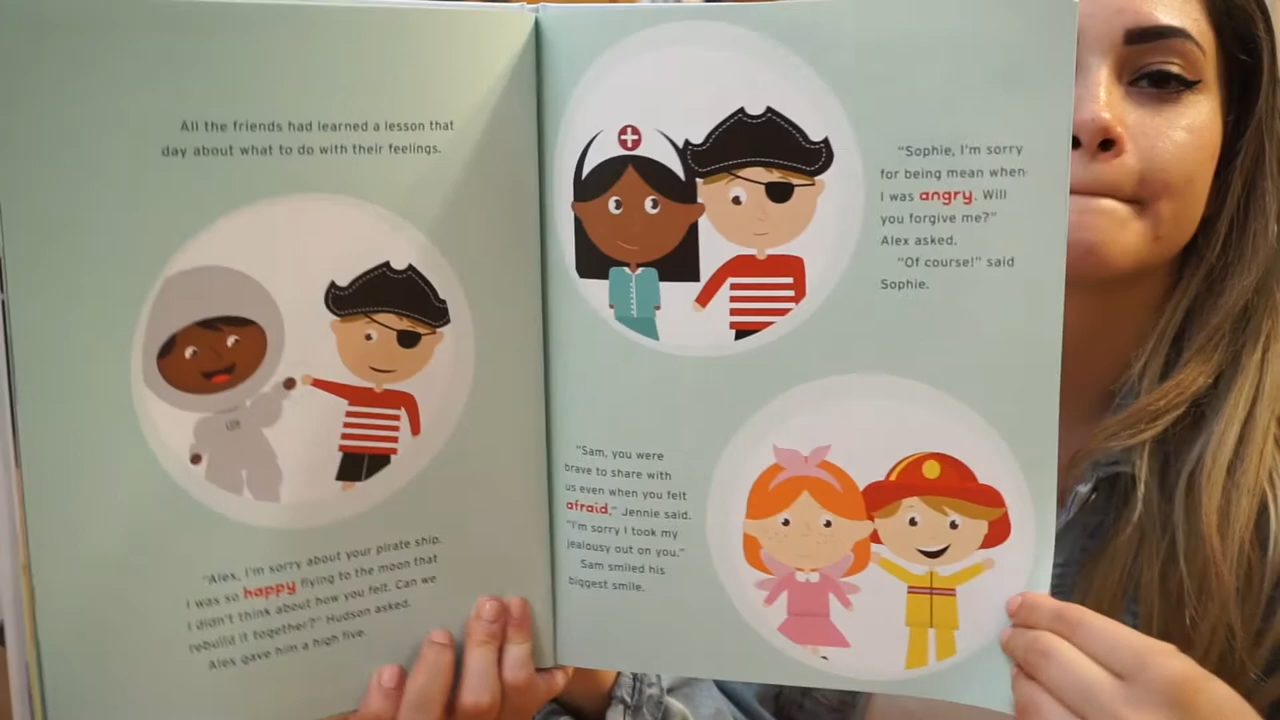 All the friends had learned a lesson that
day about what to do with their feelings.
"Alex, I'm sorry about your pirate ship.
I was so happy flying to the moon that
I didn't think about how you felt. Can we
rebuild it together?" Hudson asked.
Alex gave him a high five.
"Sophie, I'm sorry
for being mean when
I was angry. Will
you forgive me?"
Alex asked.
"Of course!" said
Sophie.
"Sam, you were
brave to share with
us even when you felt
afraid," Jennie said.
"I'm sorry I took my
jealousy out on you."
Sam smiled his
biggest smile.